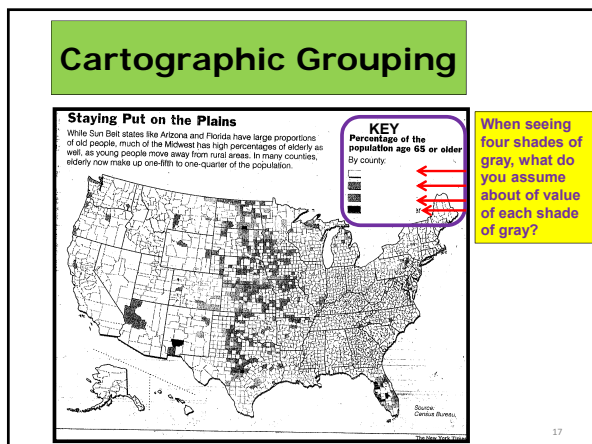 Cartographic Grouping
Staying Put on the Plains
While Sun Belt states like Arizona and Florida have large proportions
of old people, much of the Midwest has high percentages of elderly as
well, as young people move away from rural areas. In many counties,
elderly now make up one-fifth to one-quarter of the population.
KEY
Percentage of the
population age 65 or older
By county:
When seeing
four shades of
gray, what do
you assume
about of value
of each shade
of gray?
Source:
Census Bureau,
The New York Times
17